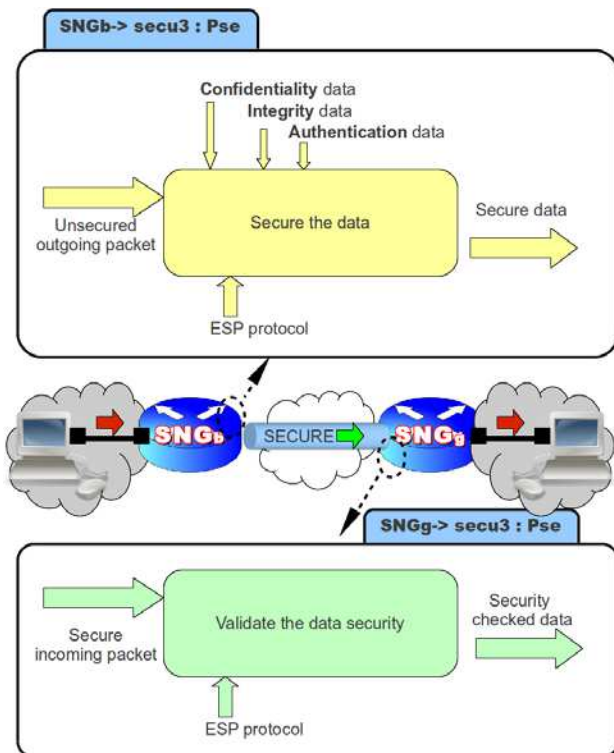 SNGb-> secu3 : Pse
Confidentiality data
Integrity data
Authentication data
Unsecured
outgoing packet
Secure the data
Secure data
ESP protocol
SNGb
SECURE
SNGg
SNGg-> secu3 : Pse
Secure
incoming packet
Validate the data security
Security
checked data
ESP protocol